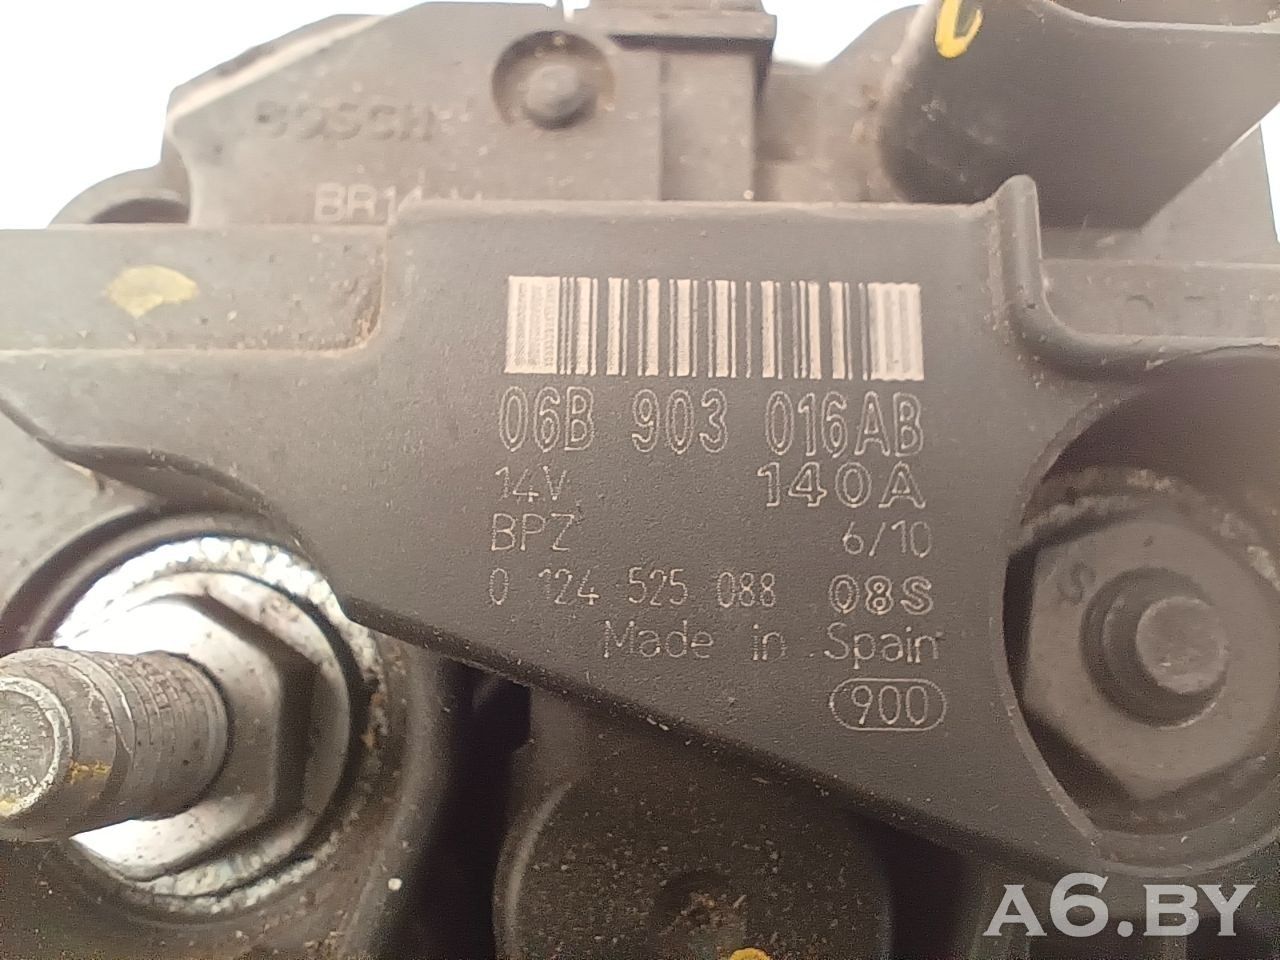 BOSCH
06B 903 016AB
14V 140A
BPZ 6/10
0 124 525 088 08S
Made in Spain
900
A6.BY